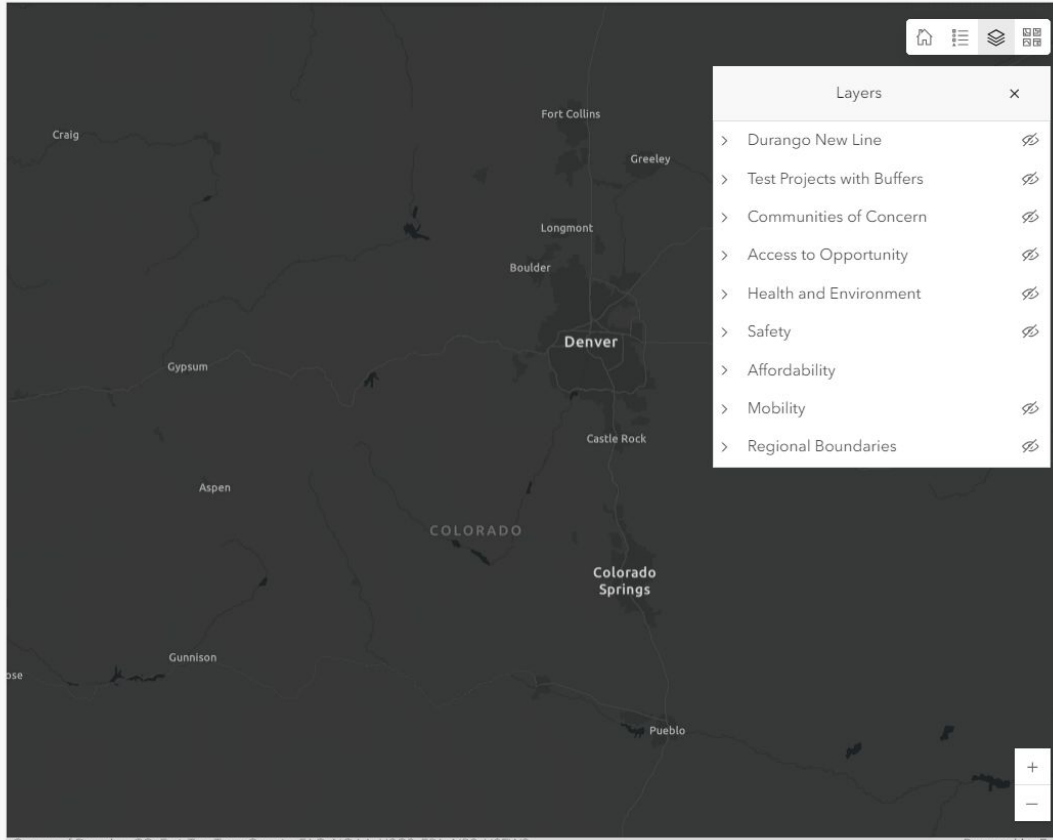 Layers
Durango New Line
Test Projects with Buffers
Communities of Concern
Access to Opportunity
Health and Environment
Safety
Affordability
Mobility
Regional Boundaries
Fort Collins
Craig
Greeley
Longmont
Boulder
Denver
Gypsum
Castle Rock
Aspen
COLORADO
Colorado
Springs
Gunnison
ose
Pueblo
+
−